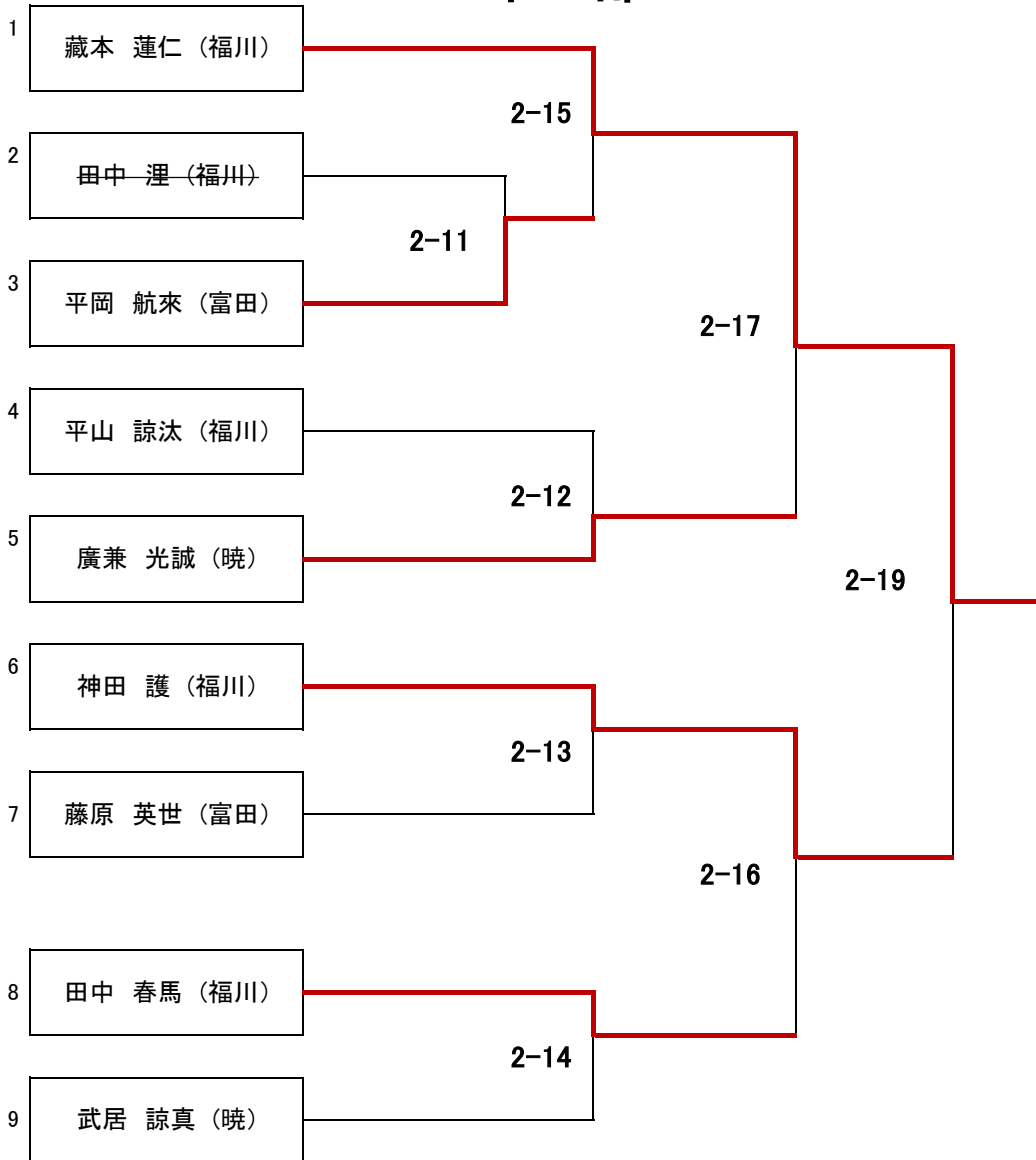 1
藏本 蓮仁（福川）
2-15
2
田中 浬（福川）
2-11
3
平岡 航來（富田）
2-17
4
平山 諒汰（福川）
2-12
5
廣兼 光誠（暁）
2-19
6
神田 護（福川）
2-13
7
藤原 英世（富田）
2-16
8
田中 春馬（福川）
2-14
9
武居 諒真（暁）